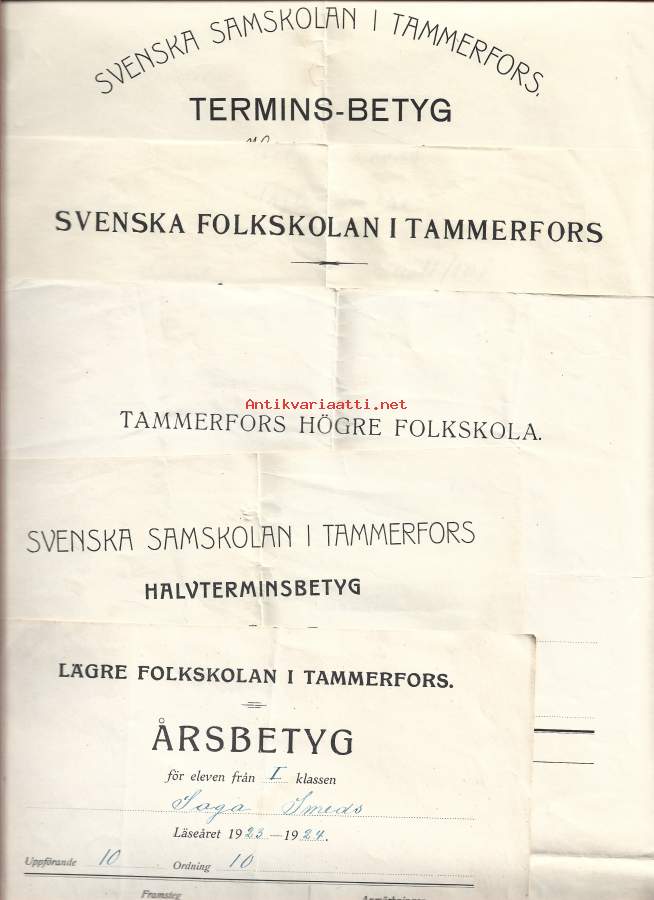 SVENSKA SAMSKOLAN I TAMMERFORS.
TERMINS-BETYG
SVENSKA FOLKSKOLAN I TAMMERFORS
Antikvariaatti.net
TAMMERFORS HÖGRE FOLKSKOLA.
SVENSKA SAMSKOLAN I TAMMERFORS
HALVTERMINSBETYG
LÄGRE FOLKSKOLAN I TAMMERFORS.
ÅRSBETYG
för eleven från I klassen
Saga Smeds
Läseåret 1923—1924.
Uppförande 10 Ordning 10
Framsteg